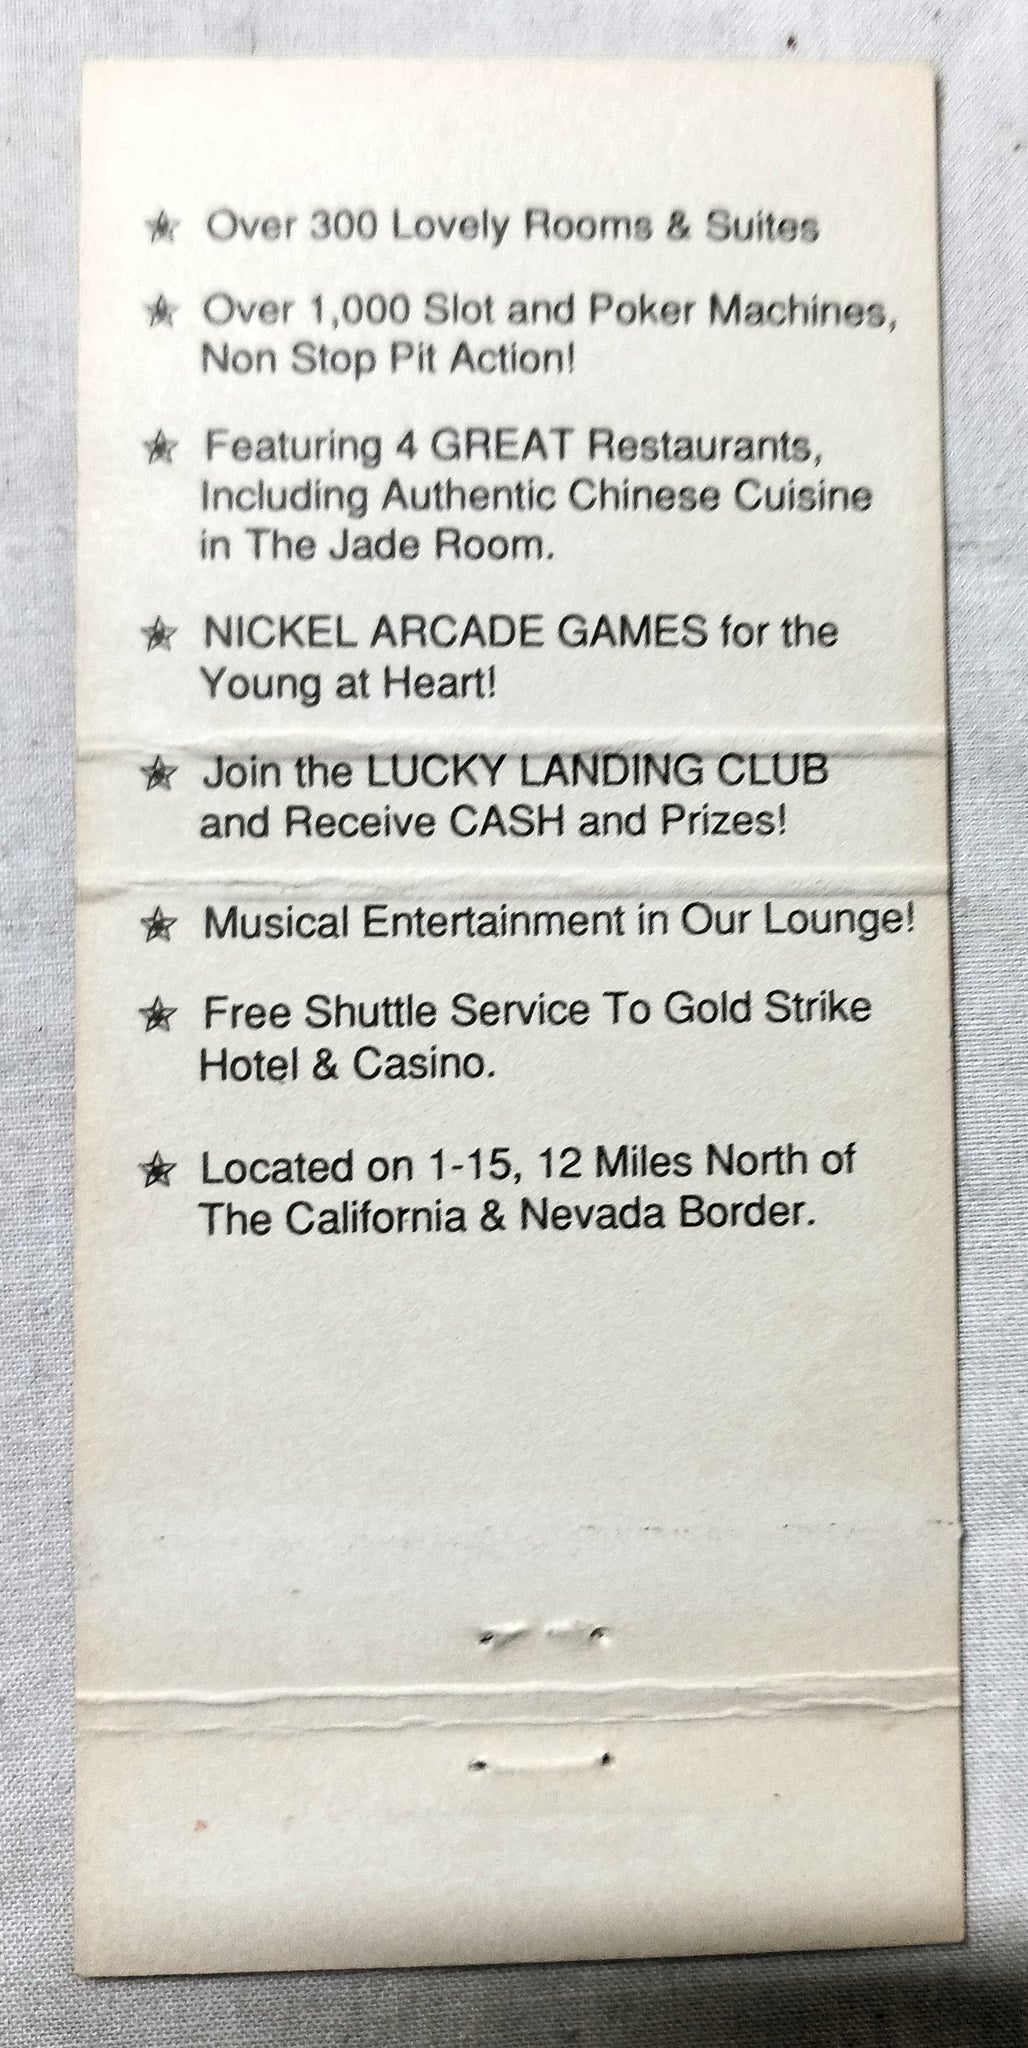 ★ Over 300 Lovely Rooms & Suites
★ Over 1,000 Slot and Poker Machines,
Non Stop Pit Action!
★ Featuring 4 GREAT Restaurants,
Including Authentic Chinese Cuisine
in The Jade Room.
★ NICKEL ARCADE GAMES for the
Young at Heart!
★ Join the LUCKY LANDING CLUB
and Receive CASH and Prizes!
★ Musical Entertainment in Our Lounge!
★ Free Shuttle Service To Gold Strike
Hotel & Casino.
★ Located on 1-15, 12 Miles North of
The California & Nevada Border.